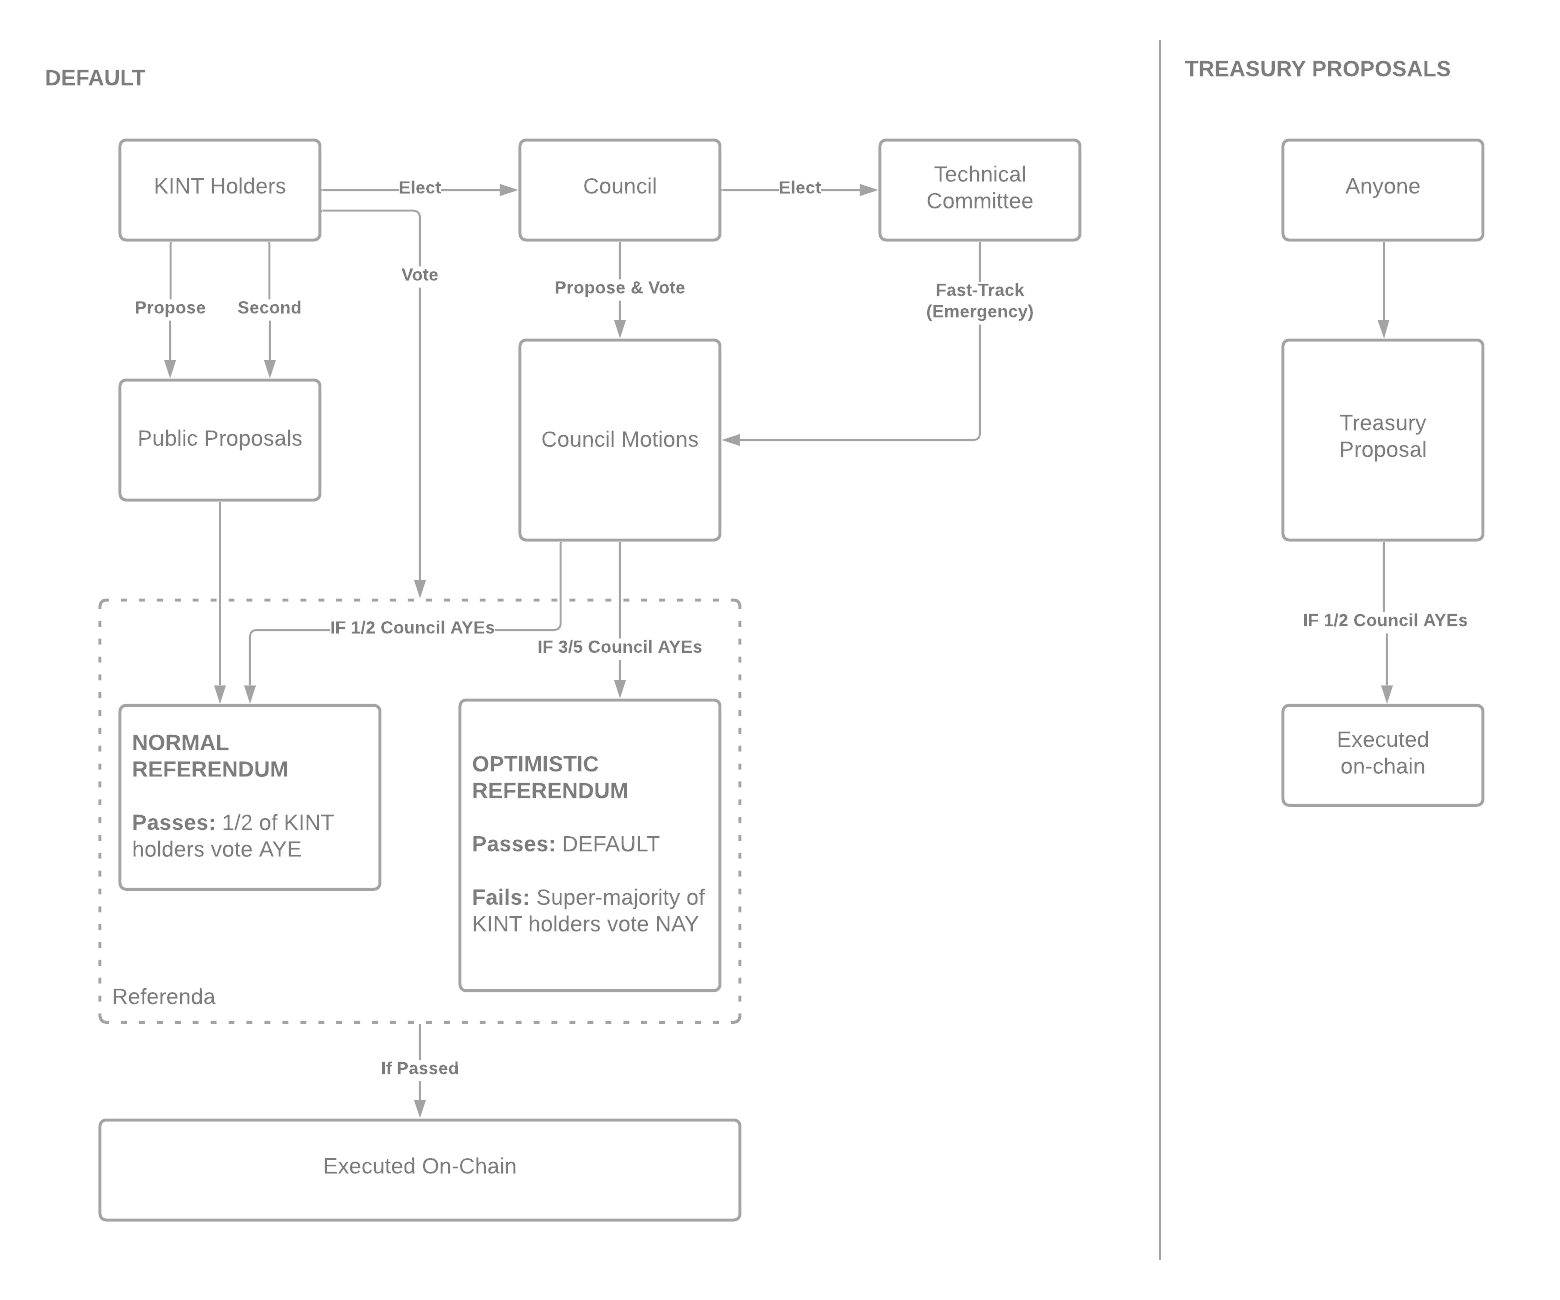 DEFAULT
TREASURY PROPOSALS
KINT Holders
Elect
Council
Elect
Technical
Committee
Anyone
Vote
Propose & Vote
Fast-Track
(Emergency)
Propose
Second
Public Proposals
Council Motions
Treasury
Proposal
IF 1/2 Council AYEs
IF 3/5 Council AYEs
IF 1/2 Council AYEs
NORMAL
REFERENDUM
Passes: 1/2 of KINT
holders vote AYE
OPTIMISTIC
REFERENDUM
Passes: DEFAULT
Fails: Super-majority of
KINT holders vote NAY
Executed
on-chain
Referenda
If Passed
Executed On-Chain